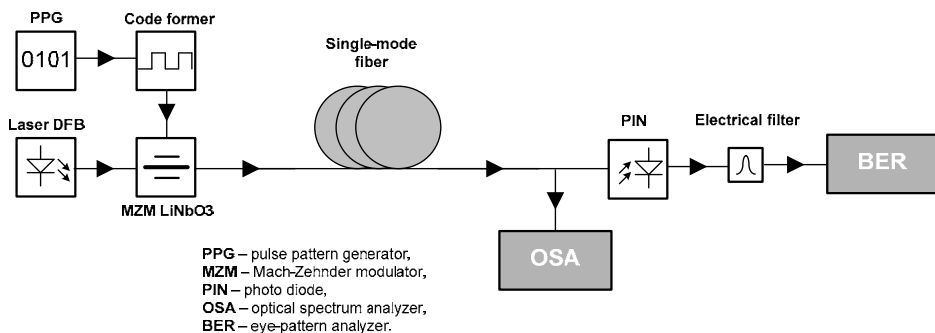 PPG
Code former
0101
Single-mode
fiber
Laser DFB
MZM LiNbO3
PIN
Electrical filter
BER
OSA
PPG – pulse pattern generator,
MZM – Mach-Zehnder modulator,
PIN – photo diode,
OSA – optical spectrum analyzer,
BER – eye-pattern analyzer.